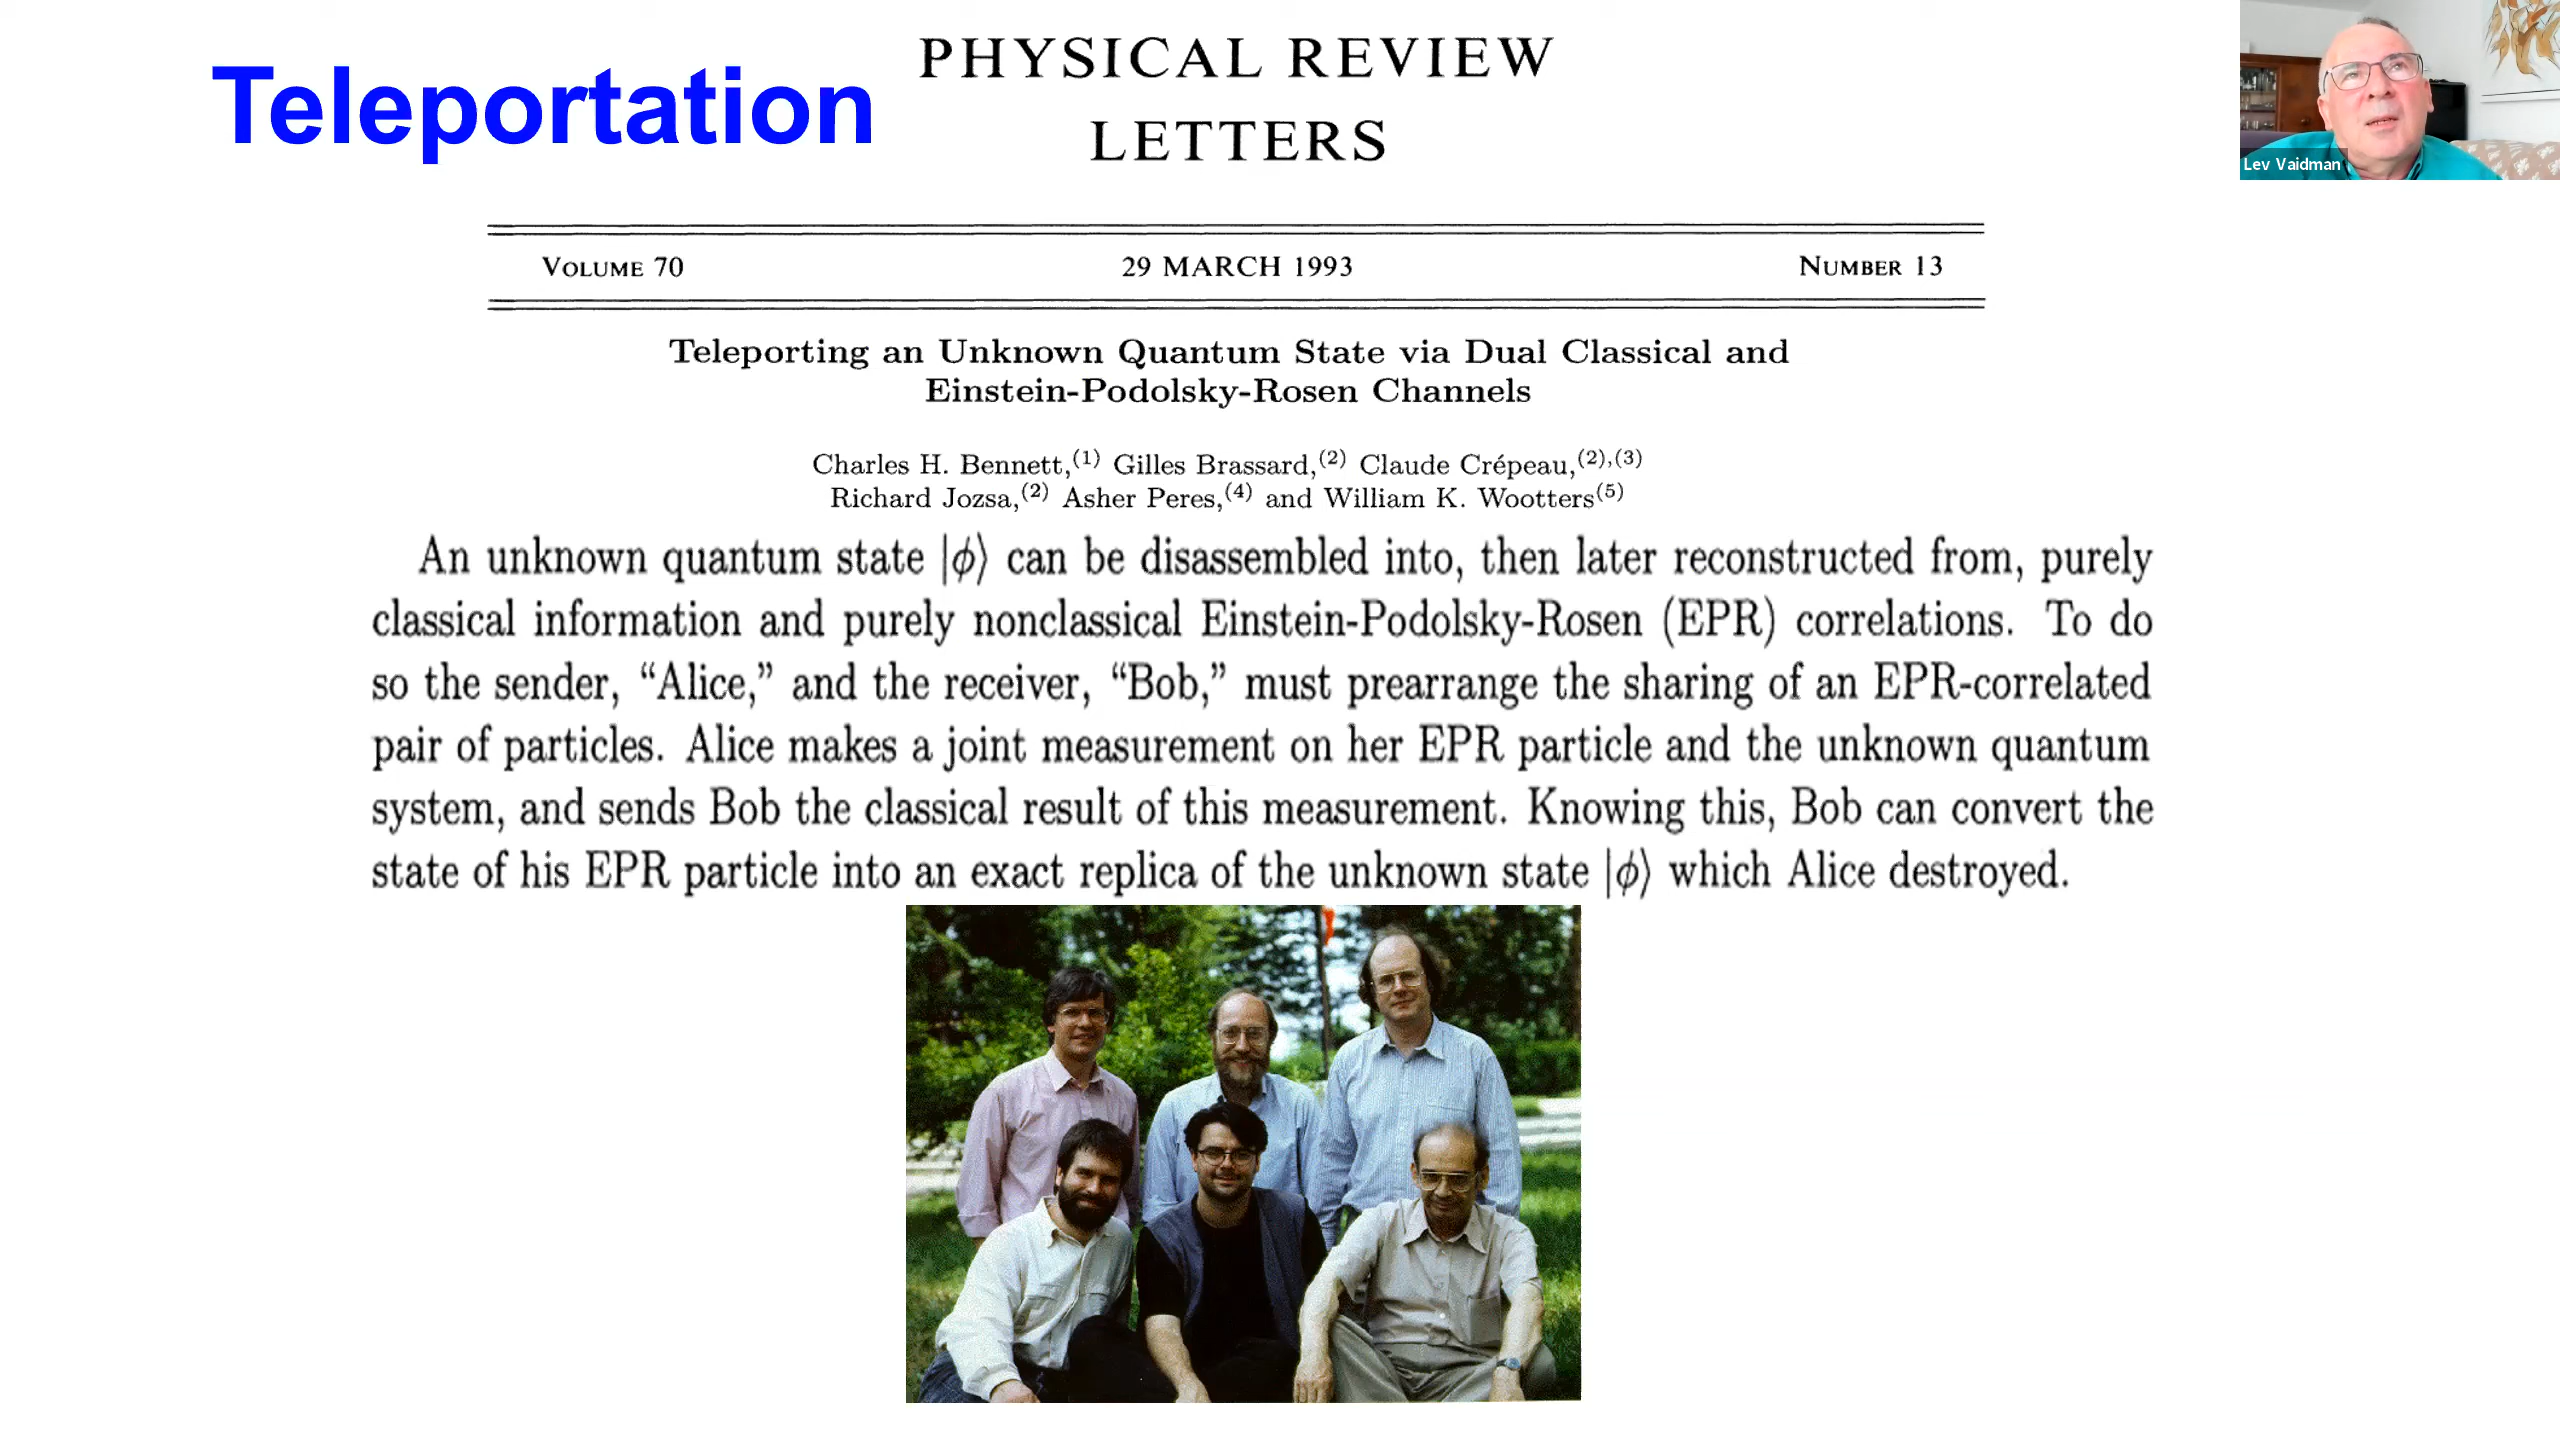 Teleportation
PHYSICAL REVIEW
LETTERS
Lev Vaidman
VOLUME 70 29 MARCH 1993 NUMBER 13
Teleporting an Unknown Quantum State via Dual Classical and
Einstein-Podolsky-Rosen Channels
Charles H. Bennett,(1) Gilles Brassard,(2) Claude Crépeau,(2),(3)
Richard Jozsa,(2) Asher Peres,(4) and William K. Wootters(5)
An unknown quantum state |ϕ⟩ can be disassembled into, then later reconstructed from, purely
classical information and purely nonclassical Einstein-Podolsky-Rosen (EPR) correlations. To do
so the sender, “Alice,” and the receiver, “Bob,” must prearrange the sharing of an EPR-correlated
pair of particles. Alice makes a joint measurement on her EPR particle and the unknown quantum
system, and sends Bob the classical result of this measurement. Knowing this, Bob can convert the
state of his EPR particle into an exact replica of the unknown state |ϕ⟩ which Alice destroyed.